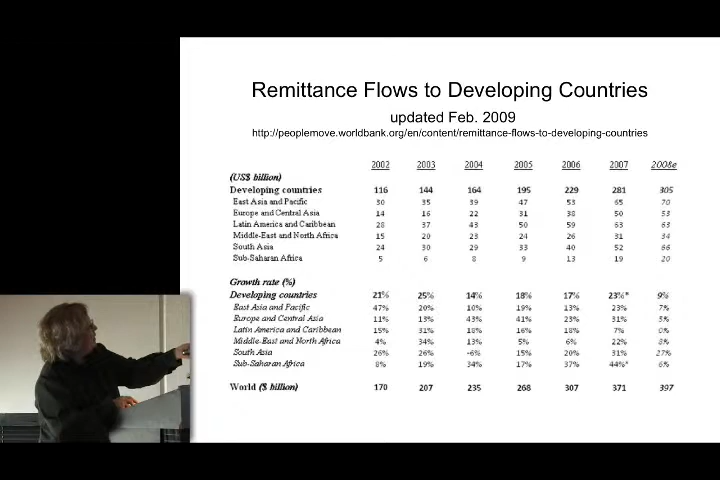 Remittance Flows to Developing Countries
updated Feb. 2009
http://peoplemove.worldbank.org/en/content/remittance-flows-to-developing-countries
2002 2003 2004 2005 2006 2007 2008e
(US$ billion)
Developing countries 116 144 164 195 229 281 305
East Asia and Pacific 30 35 39 47 53 65 70
Europe and Central Asia 14 16 22 31 38 50 53
Latin America and Caribbean 28 37 43 50 59 63 63
Middle-East and North Africa 15 20 23 24 26 31 34
South Asia 24 30 29 33 40 52 66
Sub-Saharan Africa 5 6 8 9 13 19 20
Growth rate (%)
Developing countries 21% 25% 14% 18% 17% 23%* 9%
East Asia and Pacific 47% 20% 10% 19% 13% 23% 7%
Europe and Central Asia 11% 13% 43% 41% 23% 31% 5%
Latin America and Caribbean 15% 31% 18% 16% 18% 7% 0%
Middle-East and North Africa 4% 34% 13% 5% 6% 22% 8%
South Asia 26% 26% -6% 15% 20% 31% 27%
Sub-Saharan Africa 8% 19% 34% 17% 37% 44%* 6%
World ($ billion) 170 207 235 268 307 371 397